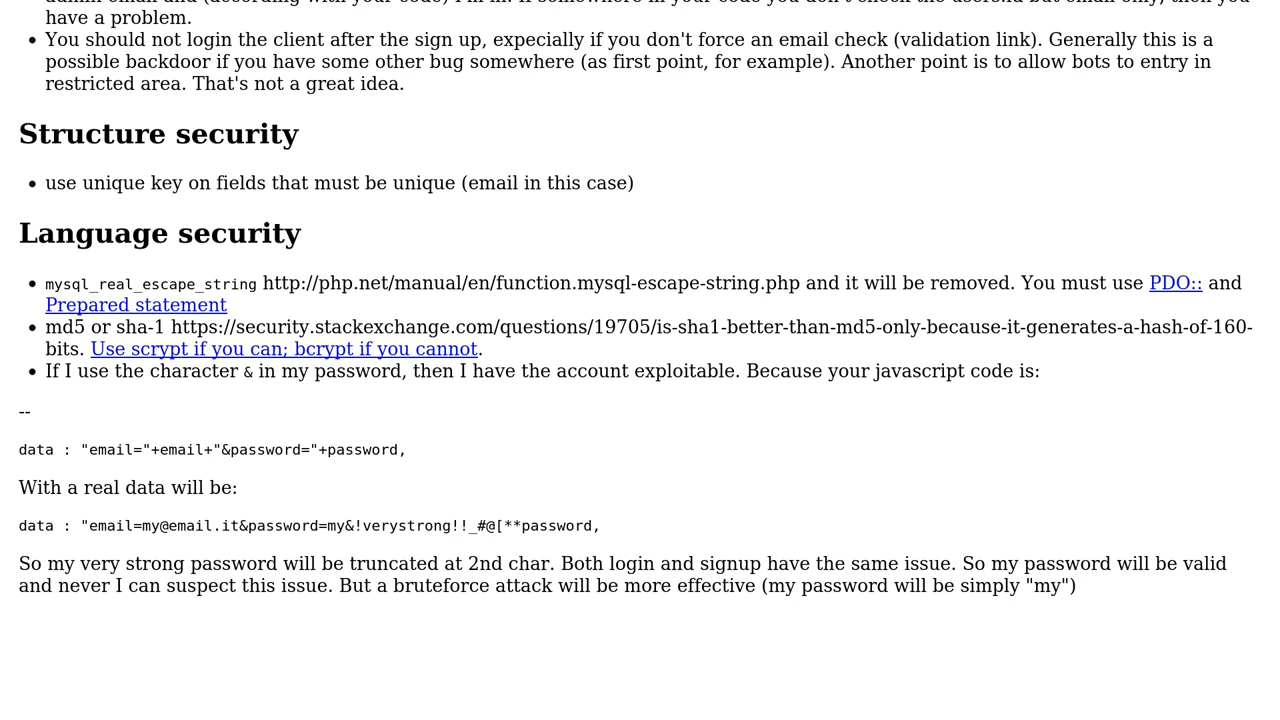 have a problem.
You should not login the client after the sign up, expecially if you don't force an email check (validation link). Generally this is a
possible backdoor if you have some other bug somewhere (as first point, for example). Another point is to allow bots to entry in
restricted area. That's not a great idea.
Structure security
use unique key on fields that must be unique (email in this case)
Language security
mysql_real_escape_string http://php.net/manual/en/function.mysql-escape-string.php and it will be removed. You must use PDO:: and
Prepared statement
md5 or sha-1 https://security.stackexchange.com/questions/19705/is-sha1-better-than-md5-only-because-it-generates-a-hash-of-160-
bits. Use scrypt if you can; bcrypt if you cannot.
If I use the character & in my password, then I have the account exploitable. Because your javascript code is:
--
data : "email="+email+"&password="+password,
With a real data will be:
data : "email=my@email.it&password=my&!verystrong!!_#@[**password,
So my very strong password will be truncated at 2nd char. Both login and signup have the same issue. So my password will be valid
and never I can suspect this issue. But a bruteforce attack will be more effective (my password will be simply "my")